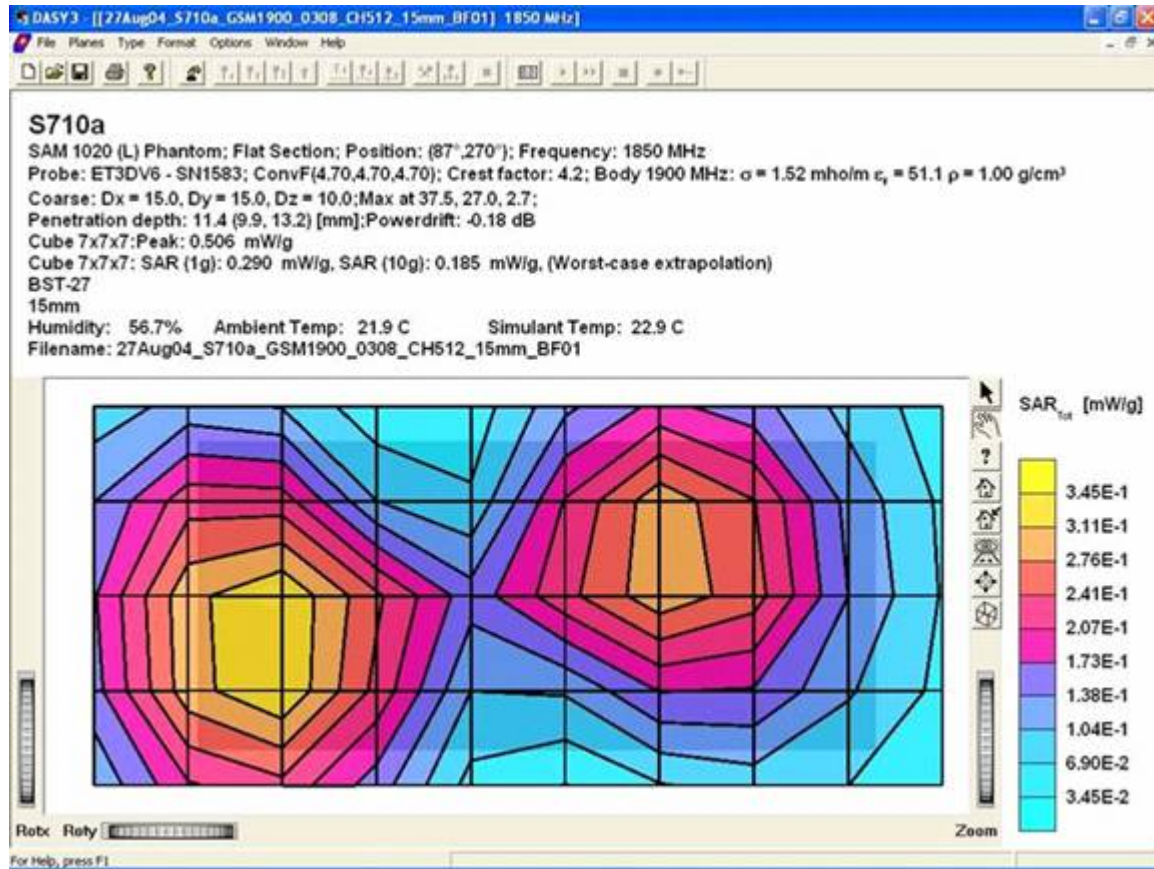 DASY3 - [[27Aug04_S710a_GSM1900_0308_CH512_15mm_BF01] 1850 MHz]
File Planes Type Format Options Window Help
S710a
SAM 1020 (L) Phantom; Flat Section; Position: (87°,270°); Frequency: 1850 MHz
Probe: ET3DV6 - SN1583; ConvF(4.70,4.70,4.70); Crest factor: 4.2; Body 1900 MHz: σ = 1.52 mho/m εr = 51.1 ρ = 1.00 g/cm³
Coarse: Dx = 15.0, Dy = 15.0, Dz = 10.0;Max at 37.5, 27.0, 2.7;
Penetration depth: 11.4 (9.9, 13.2) [mm];Powerdrift: -0.18 dB
Cube 7x7x7:Peak: 0.506 mW/g
Cube 7x7x7: SAR (1g): 0.290 mW/g, SAR (10g): 0.185 mW/g, (Worst-case extrapolation)
BST-27
15mm
Humidity: 56.7% Ambient Temp: 21.9 C Simulant Temp: 22.9 C
Filename: 27Aug04_S710a_GSM1900_0308_CH512_15mm_BF01
SAR Tot [mW/g]
3.45E-1
3.11E-1
2.76E-1
2.41E-1
2.07E-1
1.73E-1
1.38E-1
1.04E-1
6.90E-2
3.45E-2
Rotx Roty Zoom
For Help, press F1